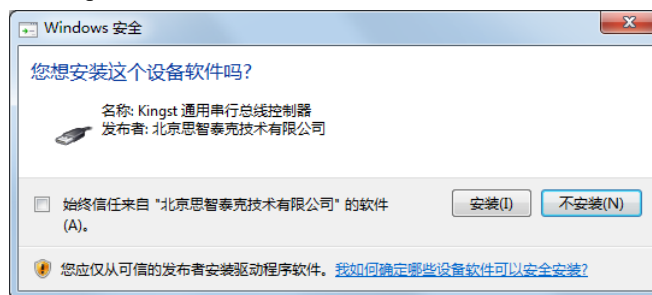 Windows 安全
您想安装这个设备软件吗?
名称: Kingst 通用串行总线控制器
发布者: 北京思智泰克技术有限公司
始终信任来自 "北京思智泰克技术有限公司" 的软件
(A)。
安装(I)
不安装(N)
您应仅从可信的发布者安装驱动程序软件。我如何确定哪些设备软件可以安全安装?